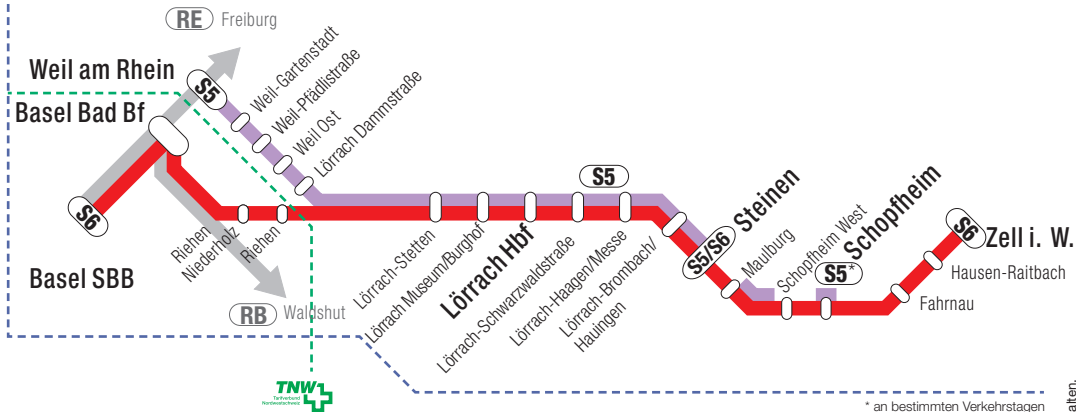 RE Freiburg
Weil am Rhein
S5
Weil-Gartenstadt
Weil-Pfädlistraße
Weil Ost
Lörrach Dammstraße
Basel Bad Bf
S6
Basel SBB
Riehen
Niederholz
Riehen
RB Waldshut
Lörrach-Stetten
Lörrach Museum/Burghof
Lörrach Hbf
Lörrach-Schwarzwaldstraße
S5
Lörrach-Haagen/Messe
Lörrach-Brombach/
Hauingen
S5/S6 Steinen
Maulburg
Schopfheim West
S5* Schopfheim
Fahrnau
Hausen-Raitbach
S6 Zell i. W.
TNW
Tarifverbund
Nordwestschweiz
* an bestimmten Verkehrstagen
alten.